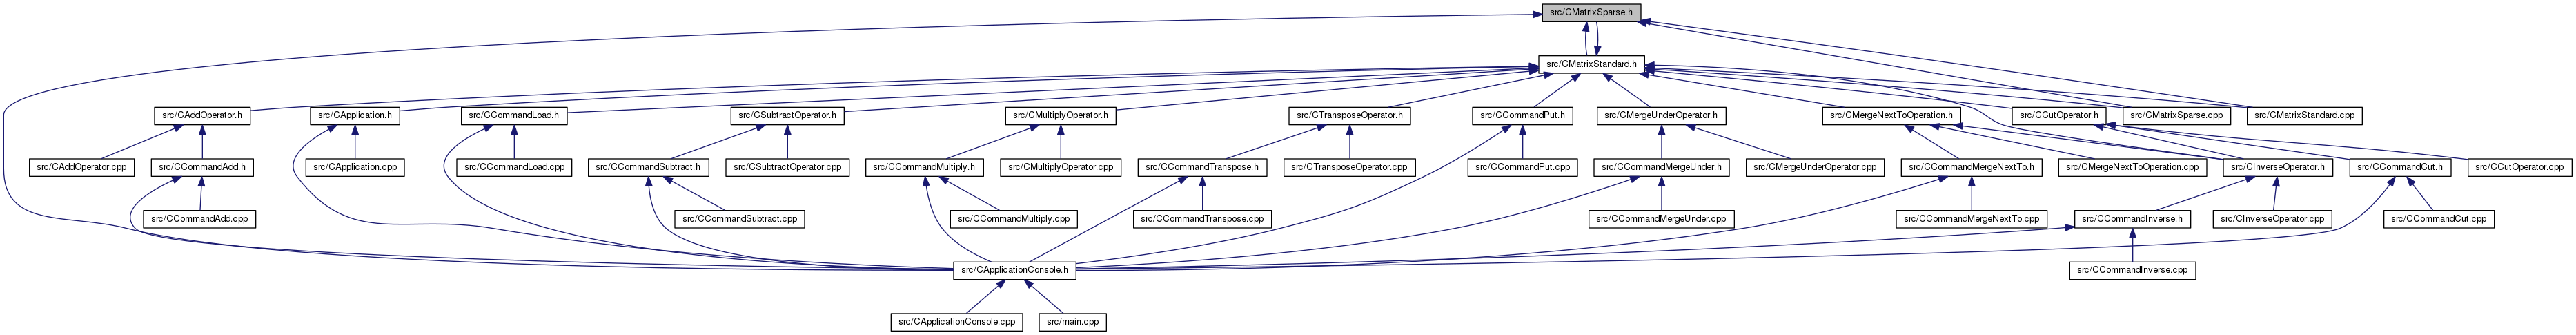 src/CMatrixSparse.h
src/CMatrixStandard.h
src/CAddOperator.h
src/CApplication.h
src/CCommandLoad.h
src/CSubtractOperator.h
src/CMultiplyOperator.h
src/CTransposeOperator.h
src/CCommandPut.h
src/CMergeUnderOperator.h
src/CMergeNextToOperation.h
src/CCutOperator.h
src/CMatrixSparse.cpp
src/CMatrixStandard.cpp
src/CAddOperator.cpp
src/CCommandAdd.h
src/CApplication.cpp
src/CCommandLoad.cpp
src/CCommandSubtract.h
src/CSubtractOperator.cpp
src/CCommandMultiply.h
src/CMultiplyOperator.cpp
src/CCommandTranspose.h
src/CTransposeOperator.cpp
src/CCommandPut.cpp
src/CCommandMergeUnder.h
src/CMergeUnderOperator.cpp
src/CCommandMergeNextTo.h
src/CMergeNextToOperation.cpp
src/CInverseOperator.h
src/CCommandCut.h
src/CCutOperator.cpp
src/CCommandAdd.cpp
src/CCommandSubtract.cpp
src/CCommandMultiply.cpp
src/CCommandTranspose.cpp
src/CCommandMergeUnder.cpp
src/CCommandMergeNextTo.cpp
src/CCommandInverse.h
src/CInverseOperator.cpp
src/CCommandCut.cpp
src/CApplicationConsole.h
src/CCommandInverse.cpp
src/CApplicationConsole.cpp
src/main.cpp